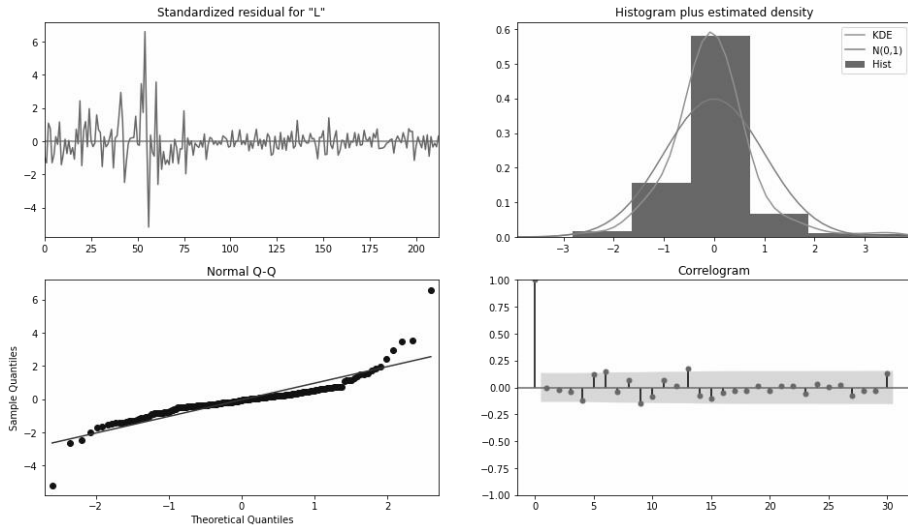 Standardized residual for "L"
6
4
2
0
−2
−4
0 25 50 75 100 125 150 175 200
Histogram plus estimated density
KDE
N(0,1)
Hist
0.6
0.5
0.4
0.3
0.2
0.1
0.0
−3 −2 −1 0 1 2 3
Normal Q-Q
Sample Quantiles
6
4
2
0
−2
−4
−2 −1 0 1 2
Theoretical Quantiles
Correlogram
1.00
0.75
0.50
0.25
0.00
−0.25
−0.50
−0.75
−1.00
0 5 10 15 20 25 30